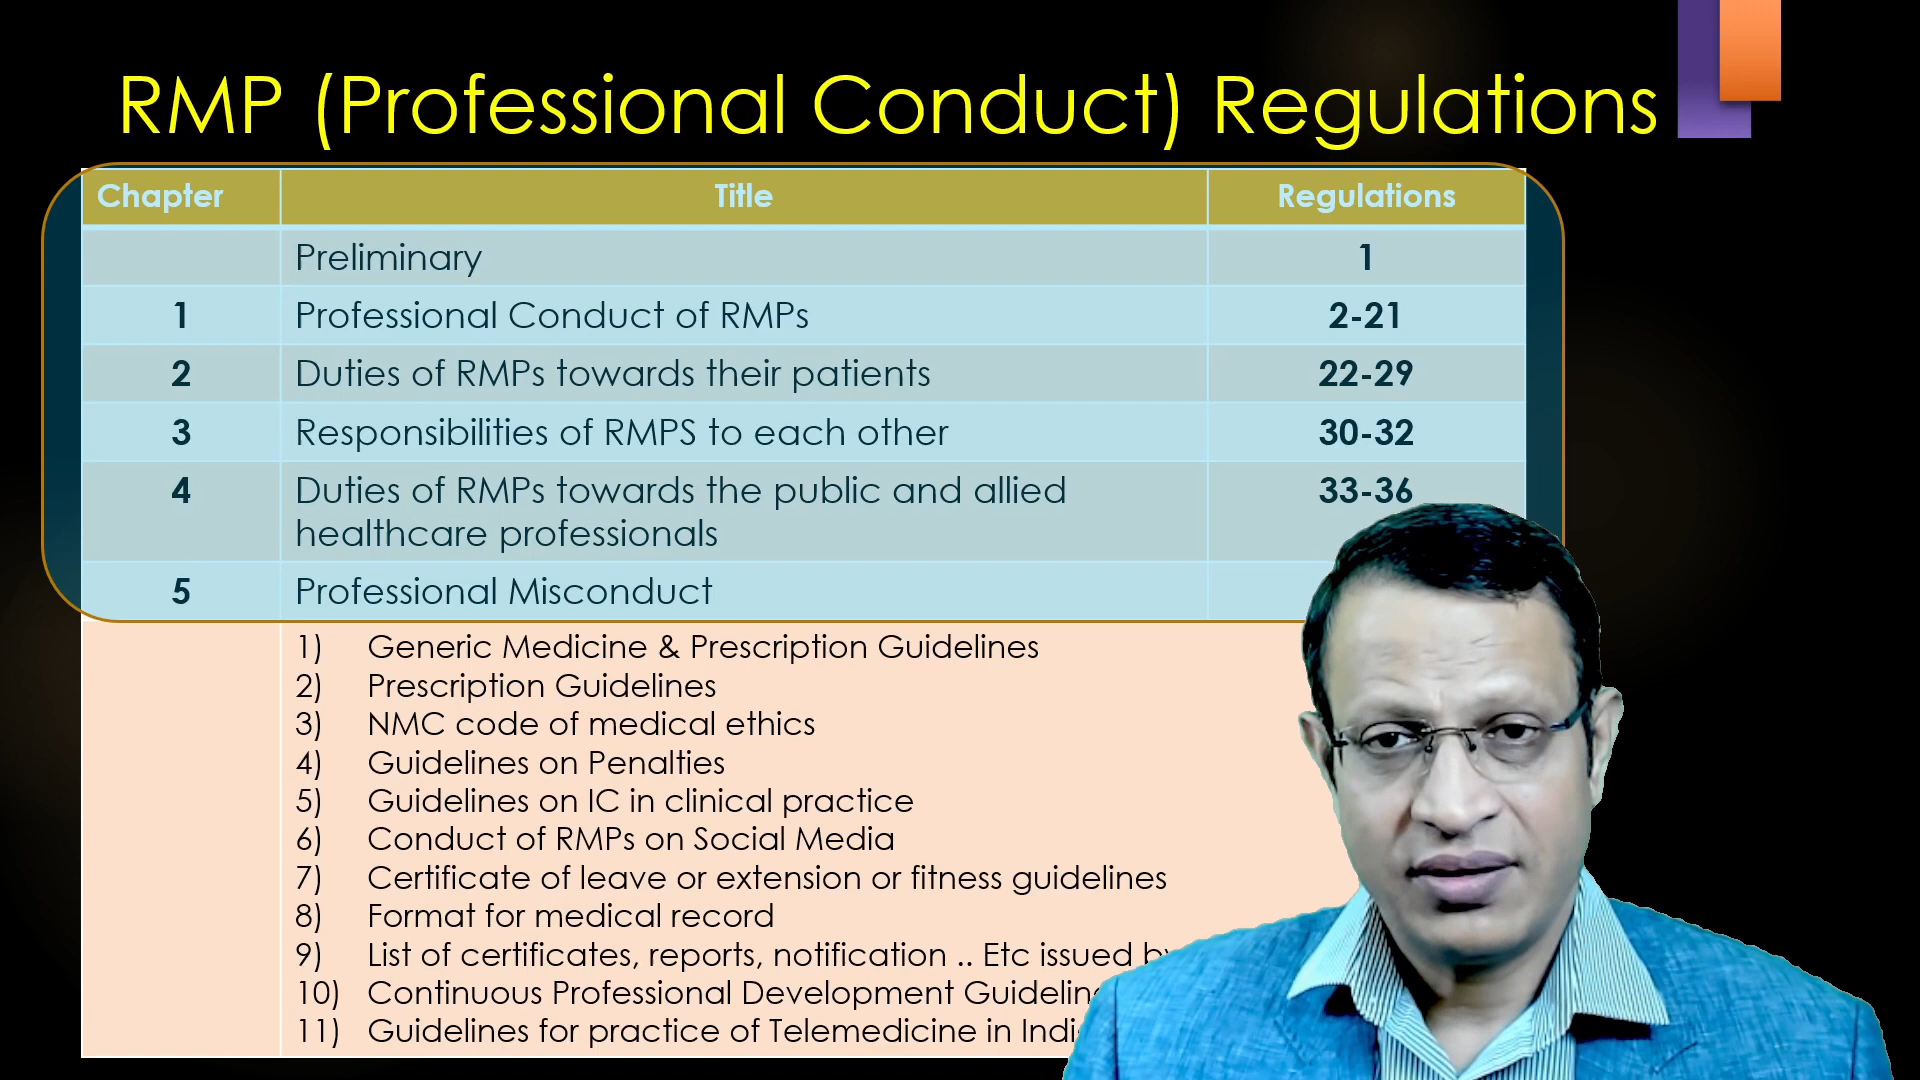 RMP (Professional Conduct) Regulations
Chapter Title Regulations
Preliminary 1
1 Professional Conduct of RMPs 2-21
2 Duties of RMPs towards their patients 22-29
3 Responsibilities of RMPS to each other 30-32
4 Duties of RMPs towards the public and allied 33-36
healthcare professionals
5 Professional Misconduct
1) Generic Medicine & Prescription Guidelines
2) Prescription Guidelines
3) NMC code of medical ethics
4) Guidelines on Penalties
5) Guidelines on IC in clinical practice
6) Conduct of RMPs on Social Media
7) Certificate of leave or extension or fitness guidelines
8) Format for medical record
9) List of certificates, reports, notification .. Etc issued
10) Continuous Professional Development
11) Guidelines for practice of Telemedicine in